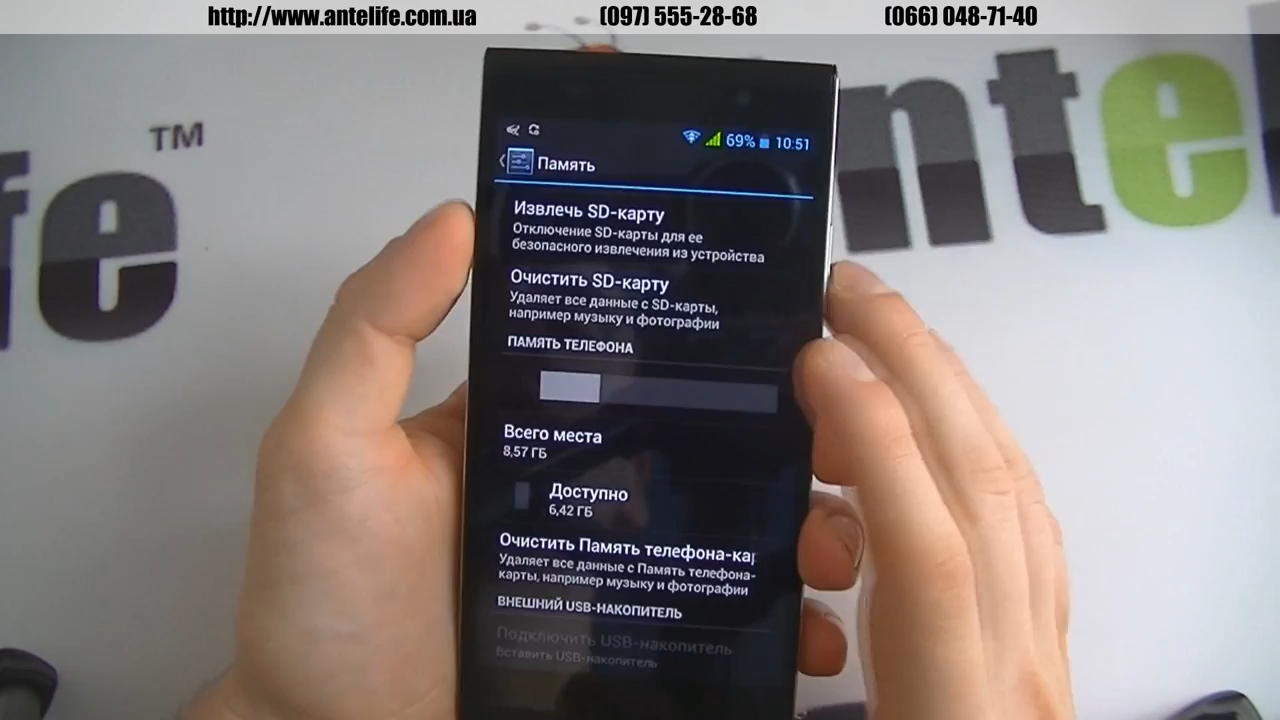 http://www.antelife.com.ua (097) 555-28-68 (066) 048-71-40
TM
fe
ante
69% 10:51
Память
Извлечь SD-карту
Отключение SD-карты для ее
безопасного извлечения из устройства
Очистить SD-карту
Удаляет все данные с SD-карты,
например музыку и фотографии
ПАМЯТЬ ТЕЛЕФОНА
Всего места
8,57 ГБ
Доступно
6,42 ГБ
Очистить Память телефона-кар
Удаляет все данные с Память телефона-
карты, например музыку и фотографии
ВНЕШНИЙ USB-НАКОПИТЕЛЬ
Подключить USB-накопитель
Вставить USB-накопитель